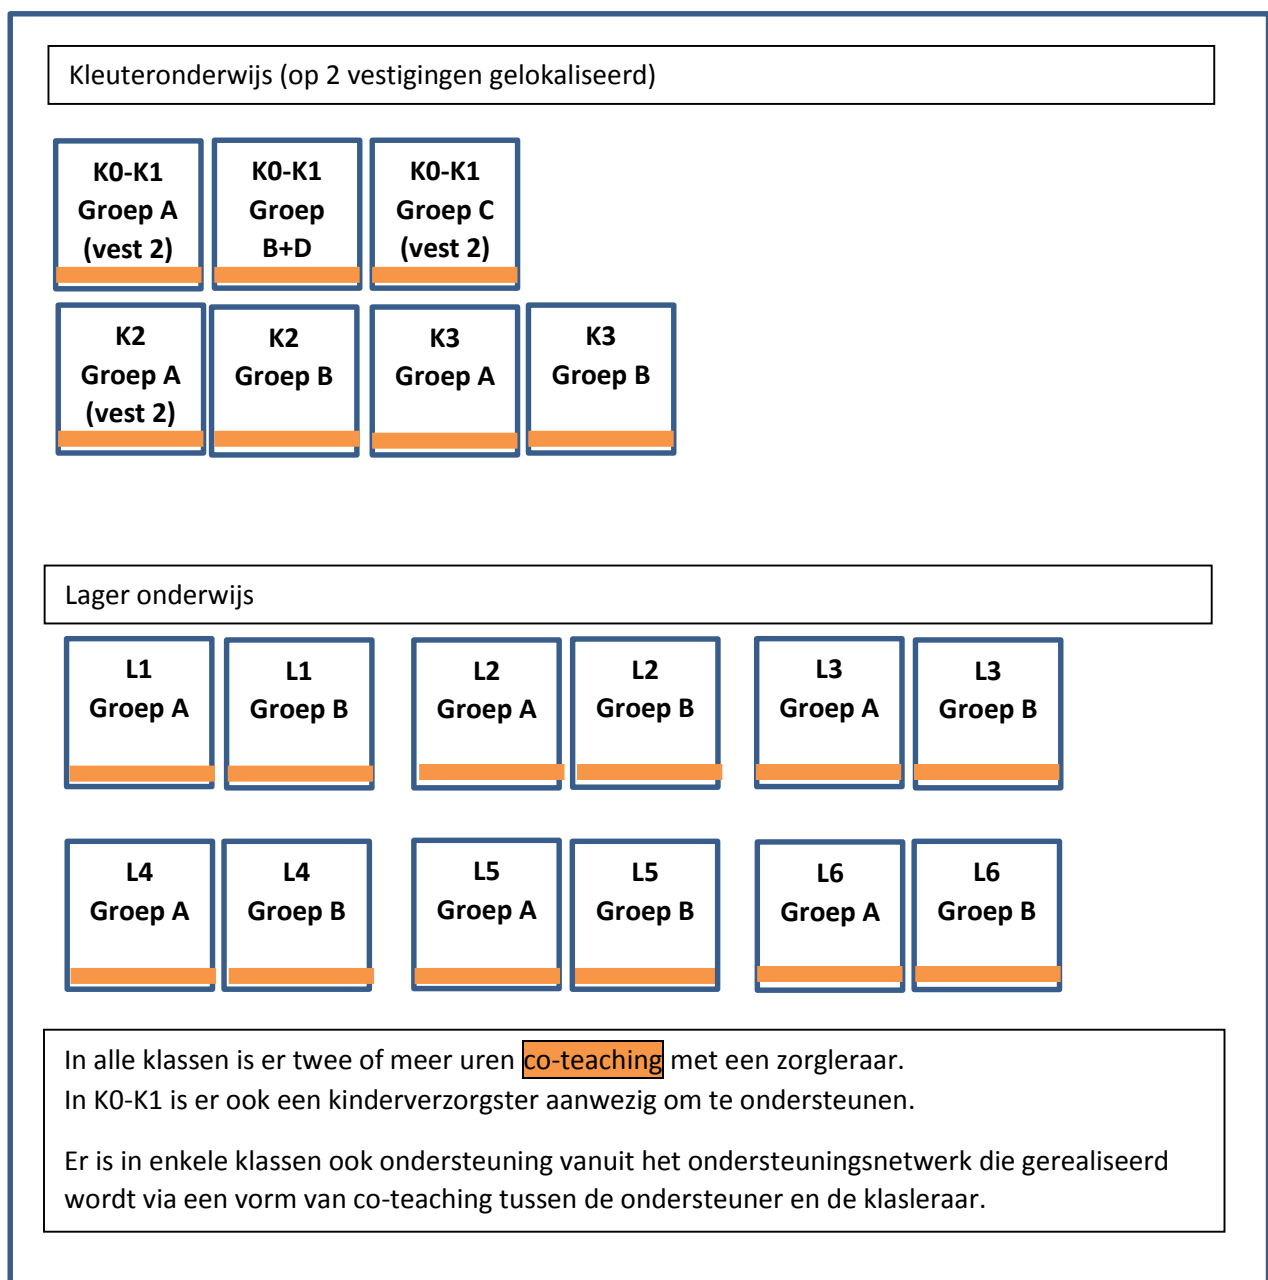 Kleuteronderwijs (op 2 vestigingen gelokaliseerd)
K0-K1
Groep A
(vest 2)
K0-K1
Groep
B+D
K0-K1
Groep C
(vest 2)
K2
Groep A
(vest 2)
K2
Groep B
K3
Groep A
K3
Groep B
Lager onderwijs
L1
Groep A
L1
Groep B
L2
Groep A
L2
Groep B
L3
Groep A
L3
Groep B
L4
Groep A
L4
Groep B
L5
Groep A
L5
Groep B
L6
Groep A
L6
Groep B
In alle klassen is er twee of meer uren co-teaching met een zorgleraar.
In K0-K1 is er ook een kinderverzorgster aanwezig om te ondersteunen.
Er is in enkele klassen ook ondersteuning vanuit het ondersteuningsnetwerk die gerealiseerd
wordt via een vorm van co-teaching tussen de ondersteuner en de klasleraar.